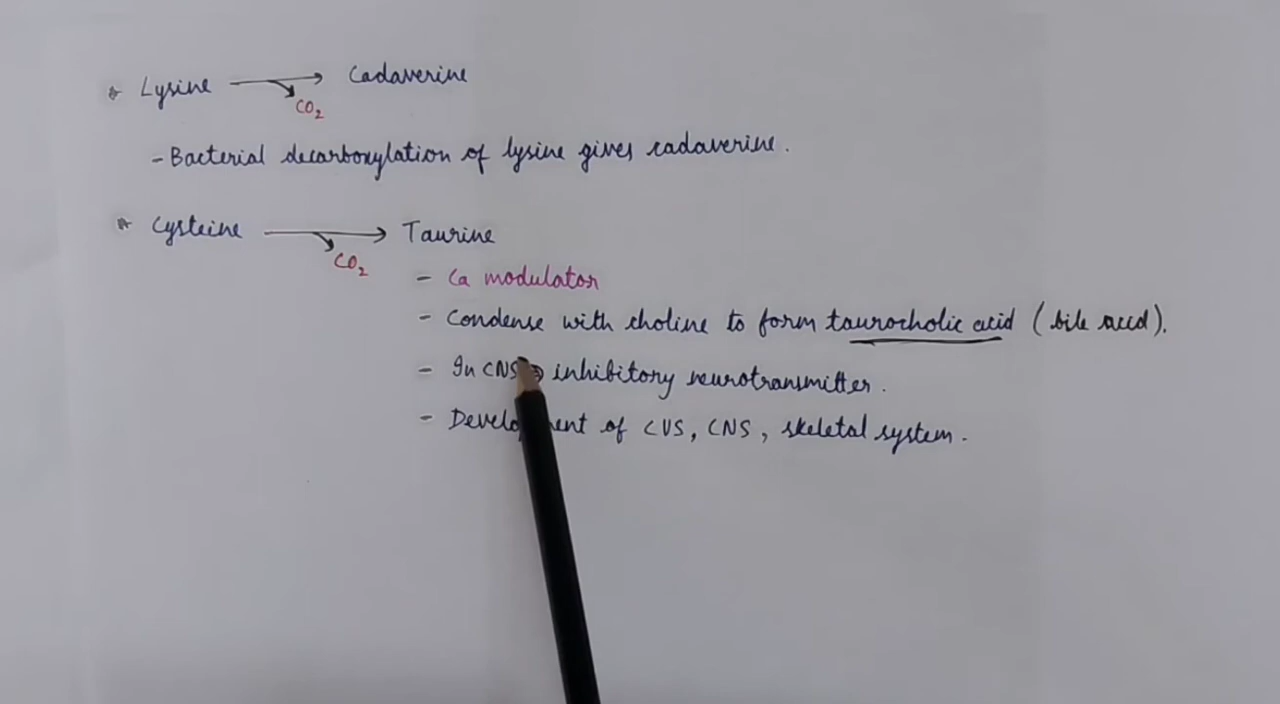 * Lysine → Cadaverine
CO2
- Bacterial decarboxylation of lysine gives cadaverine.
* Cysteine → Taurine
CO2
- Ca modulator
- Condense with choline to form taurocholic acid (bile acid).
- In CNS inhibitory neurotransmitter.
- of CVS, CNS, skeletal system.